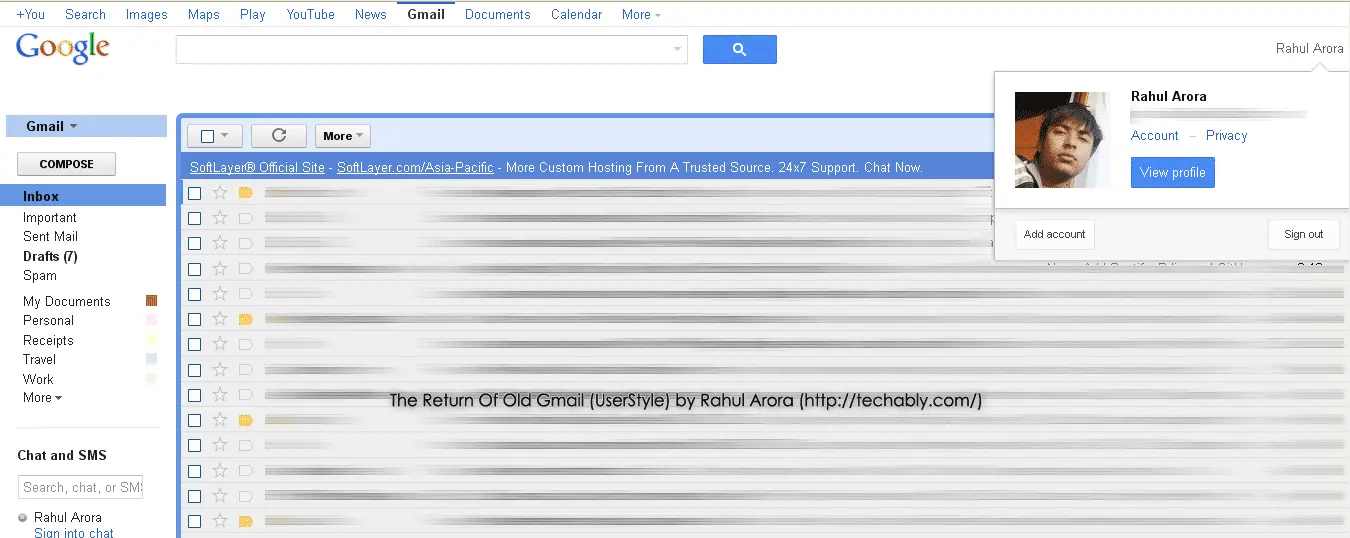 +You Search Images Maps Play YouTube News Gmail Documents Calendar More
Google
Rahul Arora
Rahul Arora
Account – Privacy
View profile
Add account
Sign out
Gmail
More
COMPOSE
SoftLayer® Official Site - SoftLayer.com/Asia-Pacific - More Custom Hosting From A Trusted Source. 24x7 Support. Chat Now.
Inbox
Important
Sent Mail
Drafts (7)
Spam
My Documents
Personal
Receipts
Travel
Work
More
The Return Of Old Gmail (UserStyle) by Rahul Arora (http://techably.com/)
Chat and SMS
Search, chat, or SMS
Rahul Arora
Sign into chat